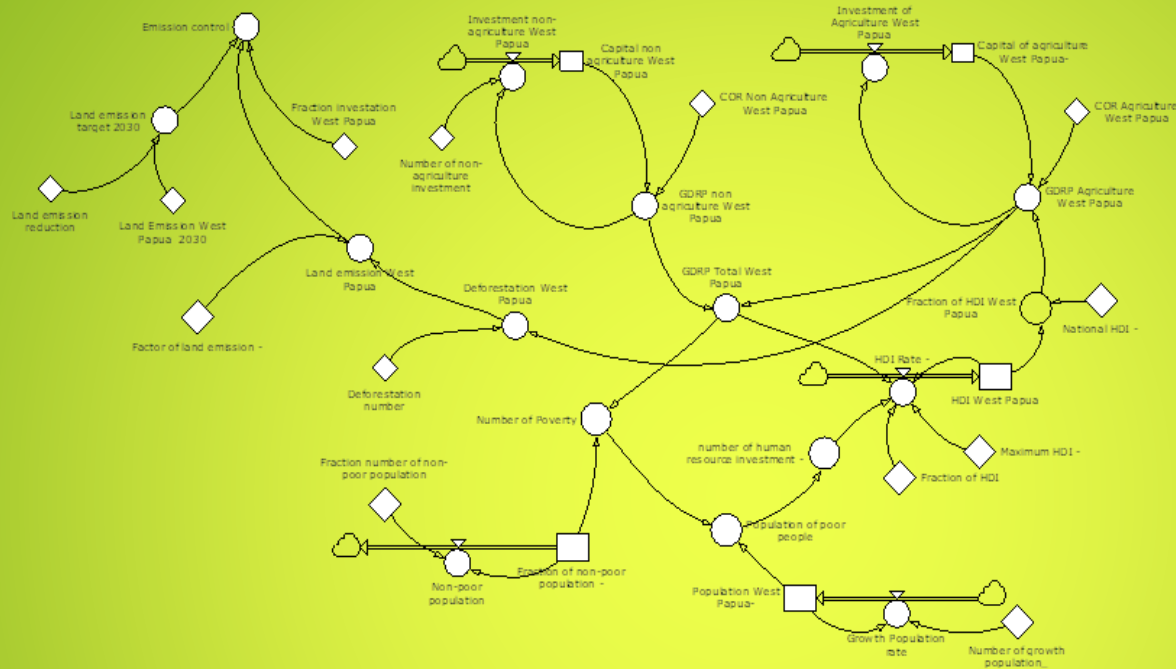 Emission control
Land emission
target 2030
Fraction investation
West Papua
Land emission
reduction
Land Emission West
Papua 2030
Land emission West
Papua
Factor of land emission -
Investment non-
agriculture West
Papua
Capital non
agriculture West
Papua
COR Non Agriculture
West Papua
Number of non-
agriculture
investment
GDRP non
agriculture West
Papua
Investment of
Agriculture West
Papua
Capital of agriculture
West Papua-
COR Agriculture
West Papua
GDRP Agriculture
West Papua
GDRP Total West
Papua
Deforestation West
Papua
Deforestation
number
Fraction of HDI West
Papua
National HDI -
HDI Rate -
HDI West Papua
Number of Poverty
number of human
resource investment -
Maximum HDI -
Fraction of HDI
Fraction number of non-
poor population
Population of poor
people
Non-poor
population
Fraction of non-poor
population -
Population West
Papua-
Growth Population
rate
Number of growth
population_